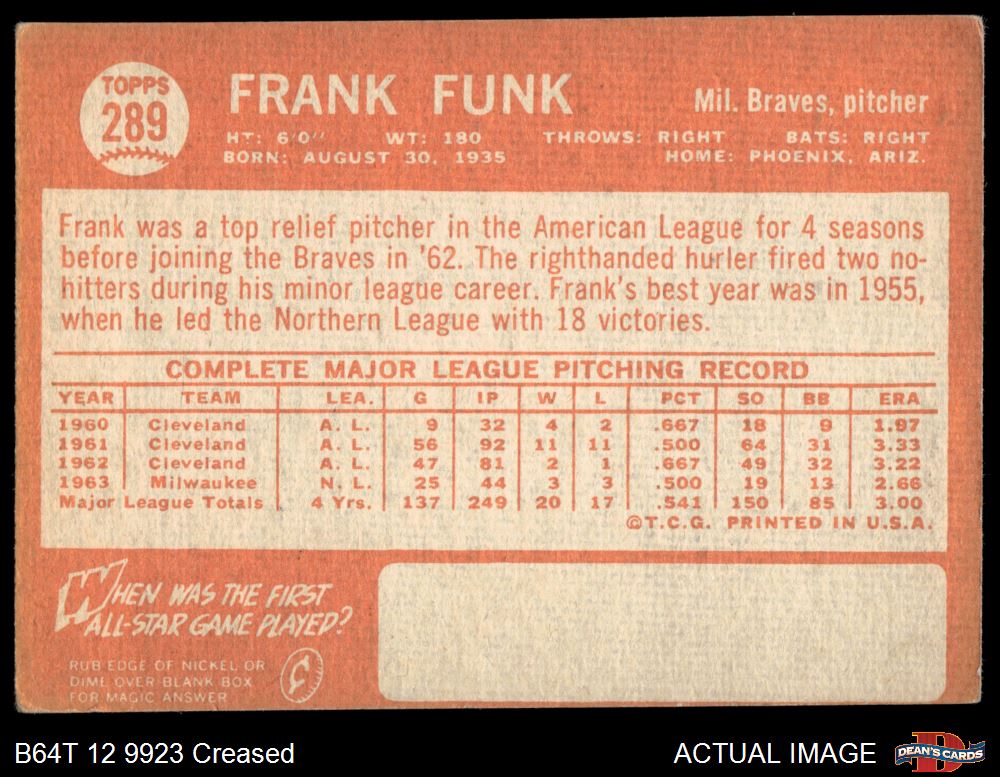 TOPPS
289
FRANK FUNK
Mil. Braves, pitcher
HT: 6'0" WT: 180 THROWS: RIGHT BATS: RIGHT
BORN: AUGUST 30, 1935 HOME: PHOENIX, ARIZ.
Frank was a top relief pitcher in the American League for 4 seasons
before joining the Braves in '62. The righthanded hurler fired two no-
hitters during his minor league career. Frank's best year was in 1955,
when he led the Northern League with 18 victories.
COMPLETE MAJOR LEAGUE PITCHING RECORD
YEAR TEAM LEA. G IP W L PCT SO BB ERA
1960 Cleveland A. L. 9 32 4 2 .667 18 9 1.97
1961 Cleveland A. L. 56 92 11 11 .500 64 31 3.33
1962 Cleveland A. L. 47 81 2 1 .667 49 32 3.22
1963 Milwaukee N. L. 25 44 3 3 .500 19 13 2.66
Major League Totals 4 Yrs. 137 249 20 17 .541 150 85 3.00
©T.C.G. PRINTED IN U.S.A.
WHEN WAS THE FIRST
ALL-STAR GAME PLAYED?
RUB EDGE OF NICKEL OR
DIME OVER BLANK BOX
FOR MAGIC ANSWER
B64T 12 9923 Creased
ACTUAL IMAGE
DEAN'S CARDS